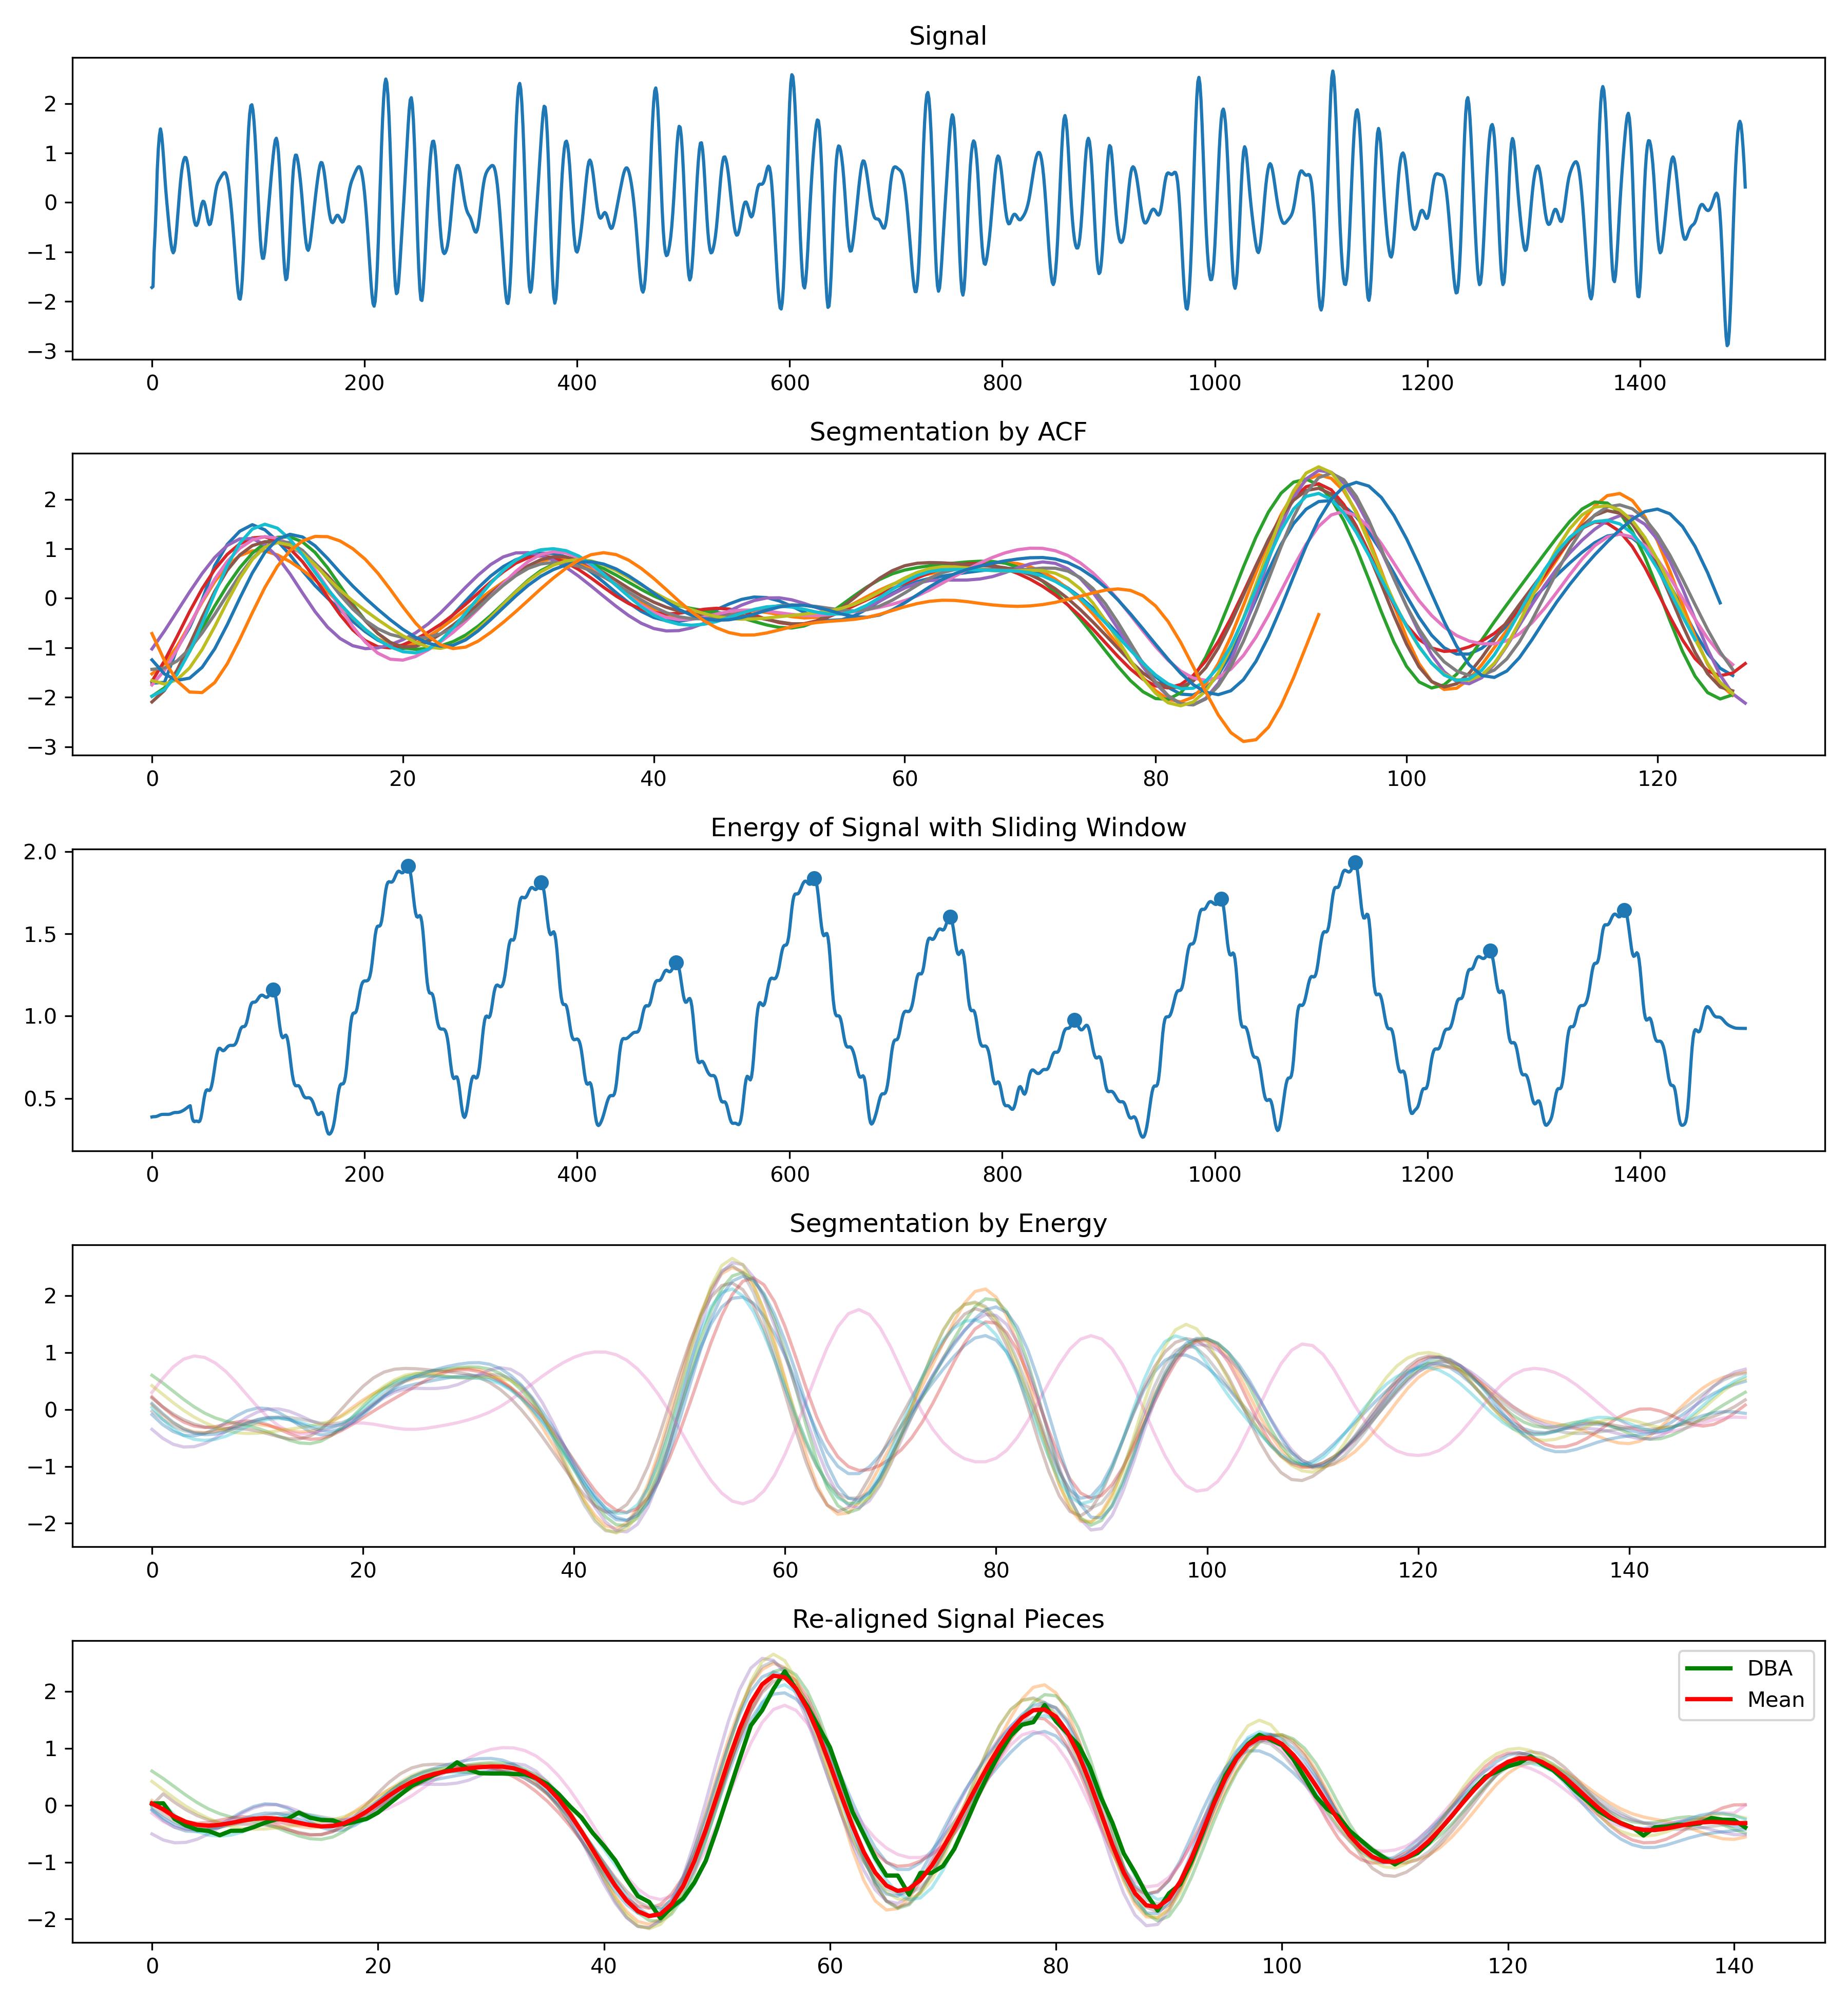 Signal
2
1
0
−1
−2
−3
0 200 400 600 800 1000 1200 1400
Segmentation by ACF
2
1
0
−1
−2
−3
0 20 40 60 80 100 120
Energy of Signal with Sliding Window
2.0
1.5
1.0
0.5
0 200 400 600 800 1000 1200 1400
Segmentation by Energy
2
1
0
−1
−2
0 20 40 60 80 100 120 140
Re-aligned Signal Pieces
DBA
Mean
2
1
0
−1
−2
0 20 40 60 80 100 120 140